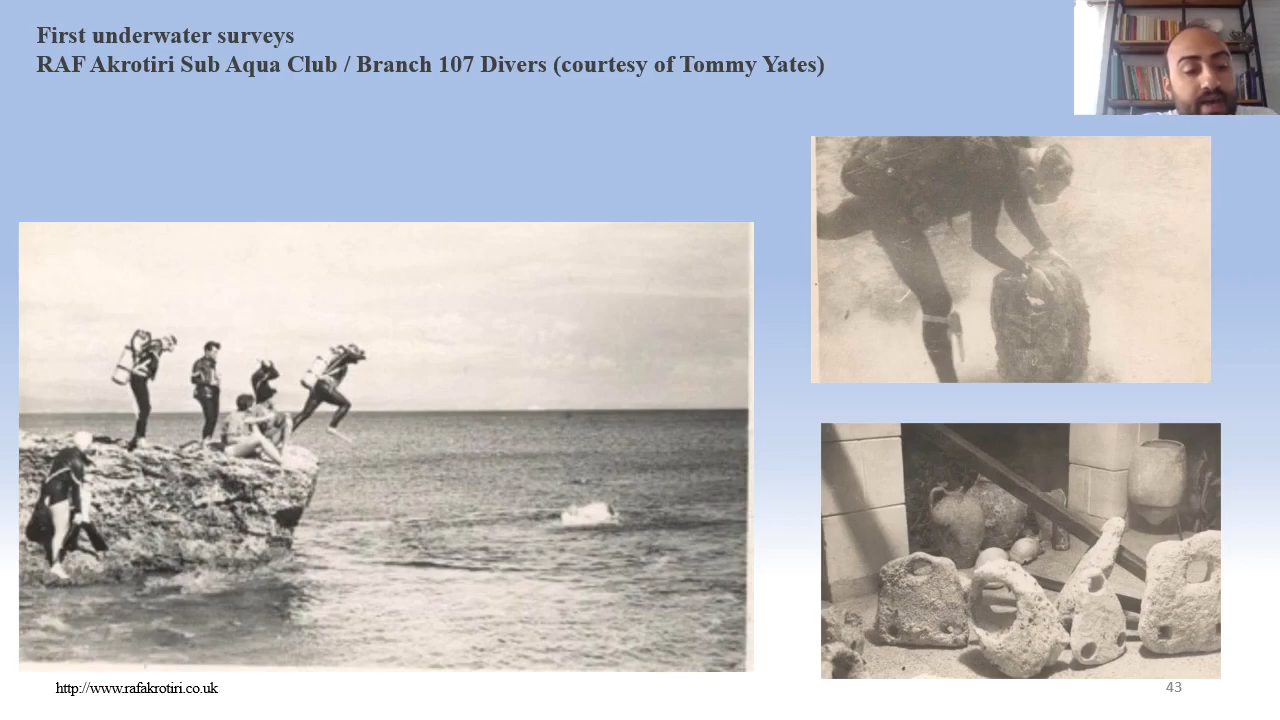 First underwater surveys
RAF Akrotiri Sub Aqua Club / Branch 107 Divers (courtesy of Tommy Yates)
http://www.rafakrotiri.co.uk
43